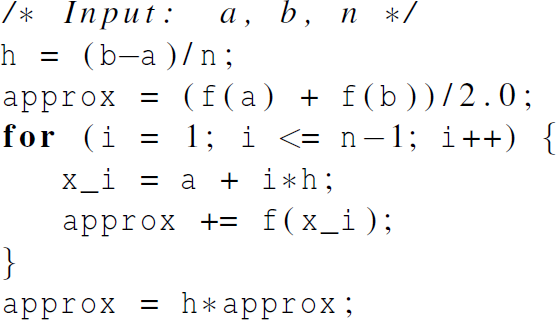 /* Input: a, b, n */
h = (b−a)/n;
approx = (f(a) + f(b))/2.0;
for (i = 1; i <= n−1; i++) {
x_i = a + i*h;
approx += f(x_i);
}
approx = h*approx;